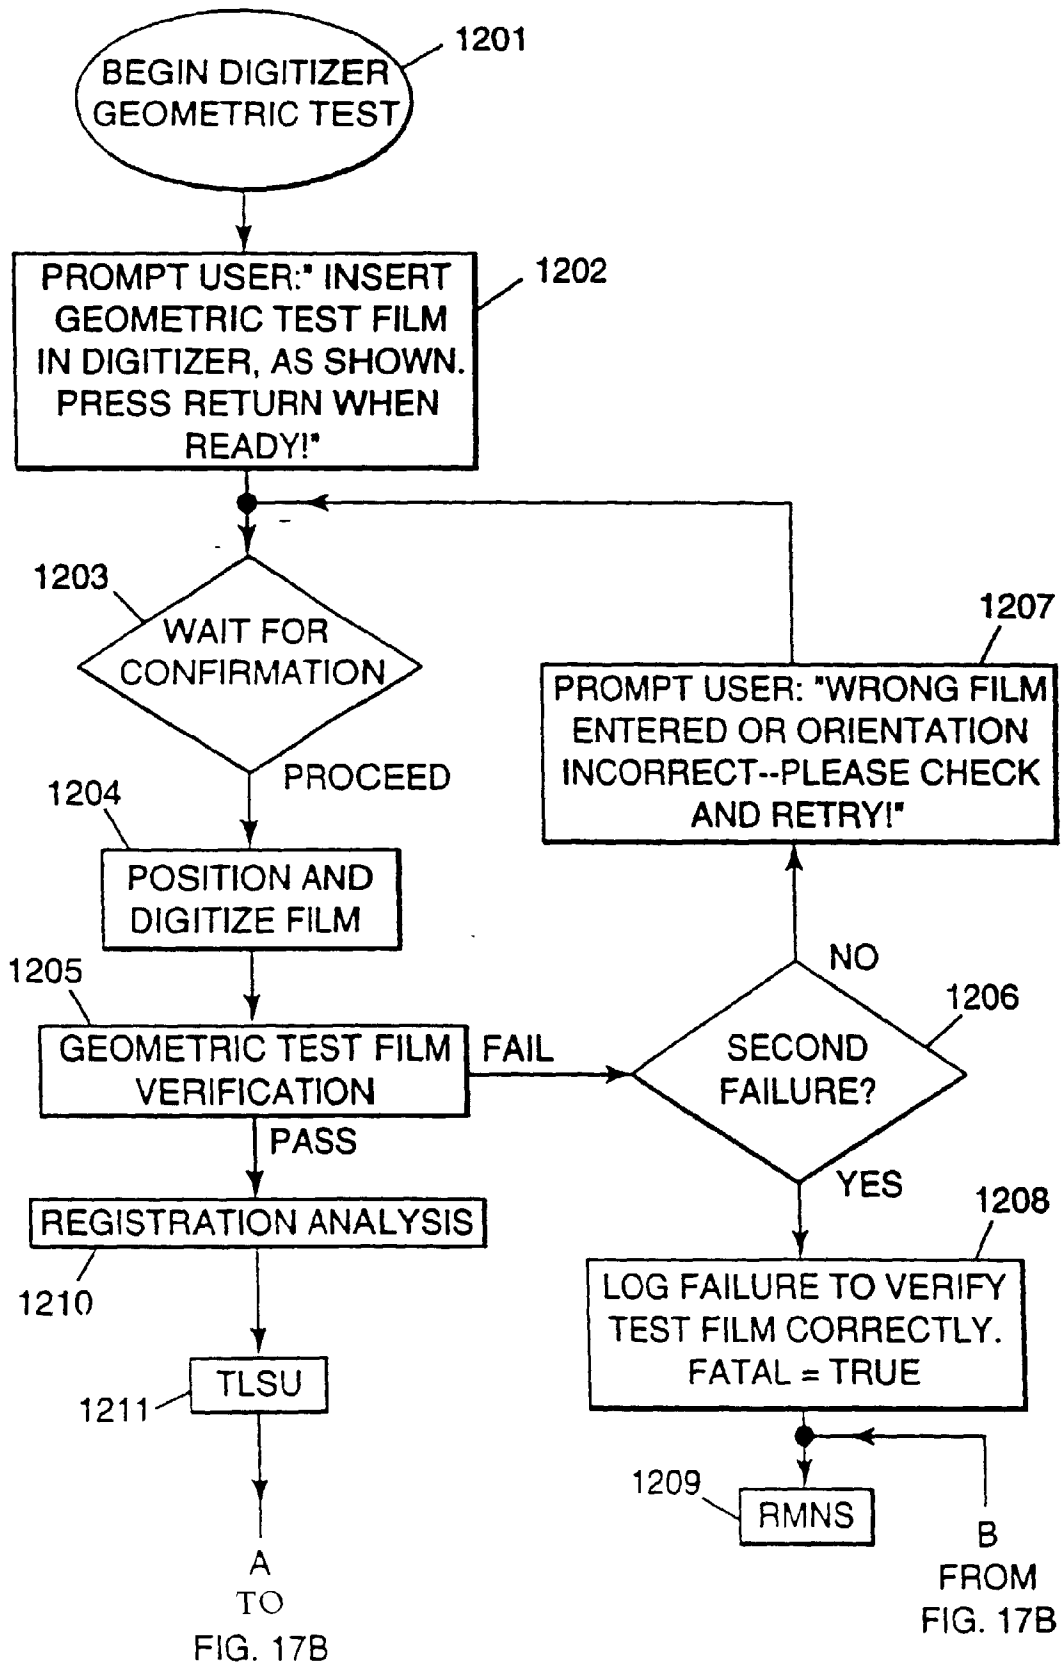 1201
BEGIN DIGITIZER
GEOMETRIC TEST
1202
PROMPT USER:" INSERT
GEOMETRIC TEST FILM
IN DIGITIZER, AS SHOWN.
PRESS RETURN WHEN
READY!"
1203
WAIT FOR
CONFIRMATION
PROCEED
1204
POSITION AND
DIGITIZE FILM
1205
GEOMETRIC TEST FILM
VERIFICATION
FAIL
PASS
1207
PROMPT USER: "WRONG FILM
ENTERED OR ORIENTATION
INCORRECT--PLEASE CHECK
AND RETRY!"
NO
1206
SECOND
FAILURE?
YES
1208
LOG FAILURE TO VERIFY
TEST FILM CORRECTLY.
FATAL = TRUE
1209
RMNS
B
FROM
FIG. 17B
REGISTRATION ANALYSIS
1210
TLSU
1211
A
TO
FIG. 17B